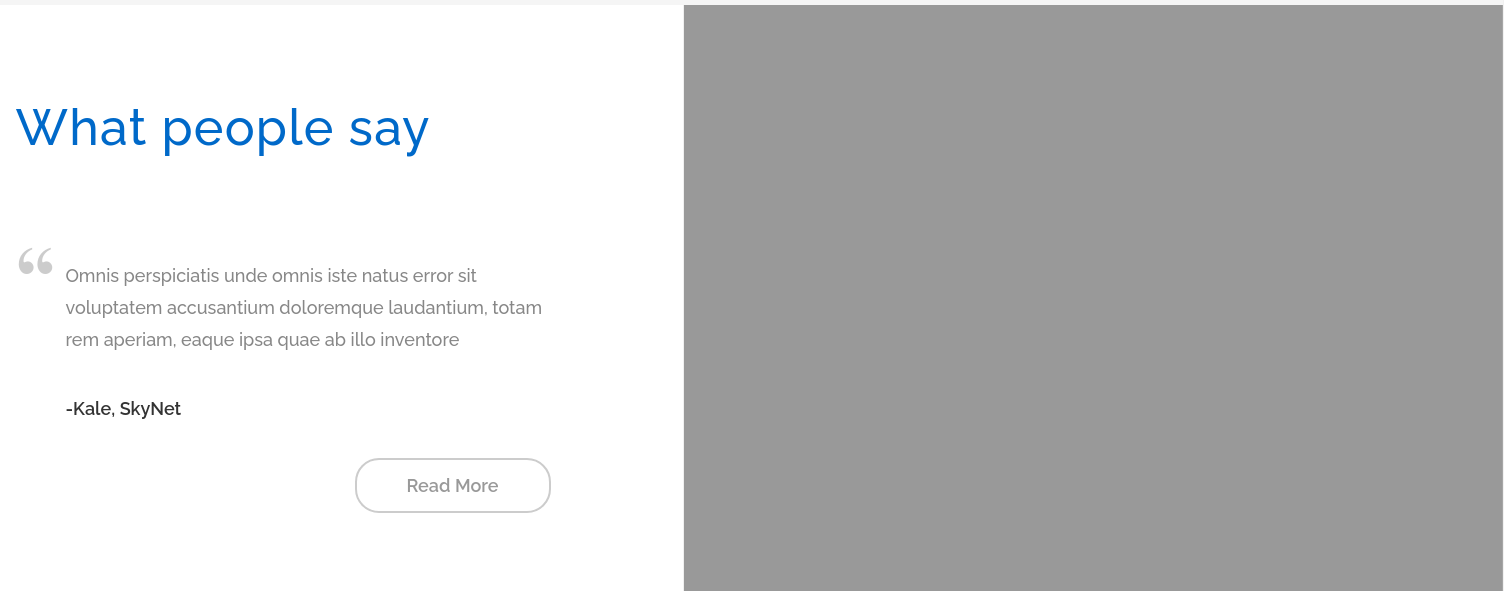 What people say
“
Omnis perspiciatis unde omnis iste natus error sit
voluptatem accusantium doloremque laudantium, totam
rem aperiam, eaque ipsa quae ab illo inventore
-Kale, SkyNet
Read More